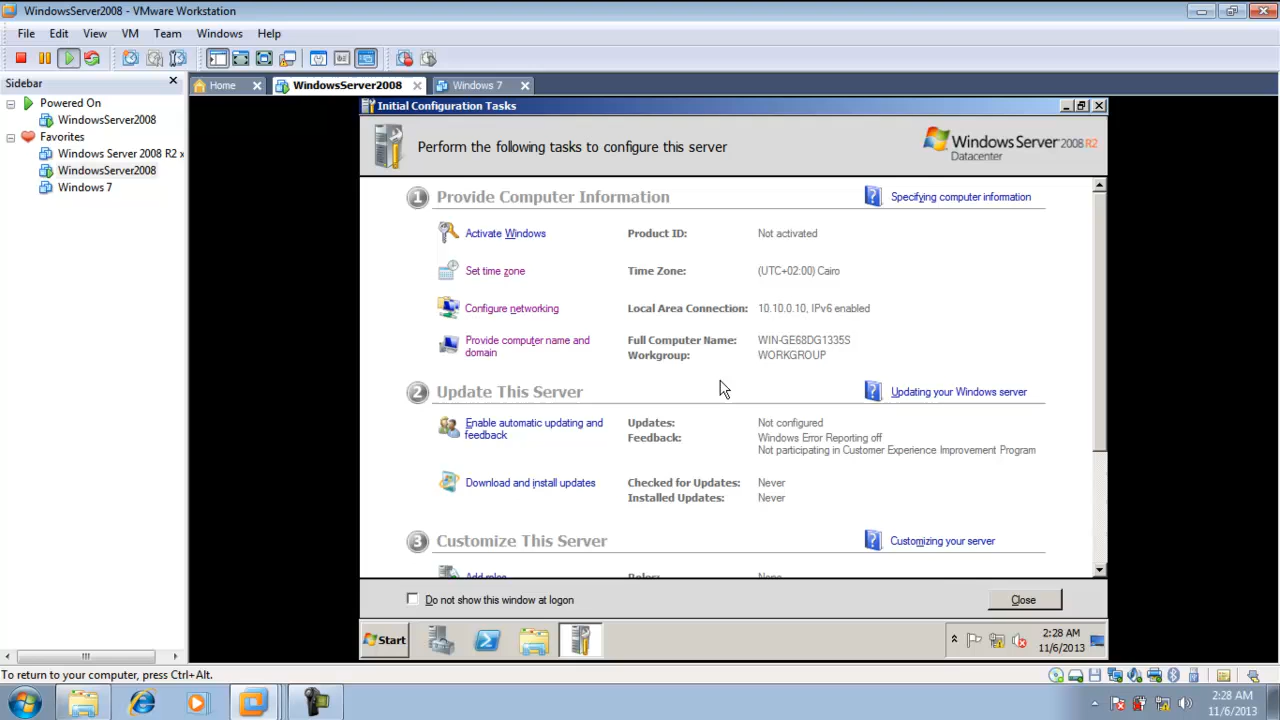 WindowsServer2008 - VMware Workstation
File Edit View VM Team Windows Help
Sidebar
Powered On
WindowsServer2008
Favorites
Windows Server 2008 R2 x
WindowsServer2008
Windows 7
Home WindowsServer2008 Windows 7
Initial Configuration Tasks
Perform the following tasks to configure this server
Windows Server 2008 R2
Datacenter
1 Provide Computer Information
Specifying computer information
Activate Windows
Product ID: Not activated
Set time zone
Time Zone: (UTC+02:00) Cairo
Configure networking
Local Area Connection: 10.10.0.10, IPv6 enabled
Provide computer name and
domain
Full Computer Name: WIN-GE68DG1335S
Workgroup: WORKGROUP
2 Update This Server
Updating your Windows server
Enable automatic updating and
feedback
Updates: Not configured
Feedback: Windows Error Reporting off
Not participating in Customer Experience Improvement Program
Download and install updates
Checked for Updates: Never
Installed Updates: Never
3 Customize This Server
Customizing your server
Add roles
Roles: None
Do not show this window at logon
Close
Start
2:28 AM
11/6/2013
To return to your computer, press Ctrl+Alt.
2:28 AM
11/6/2013